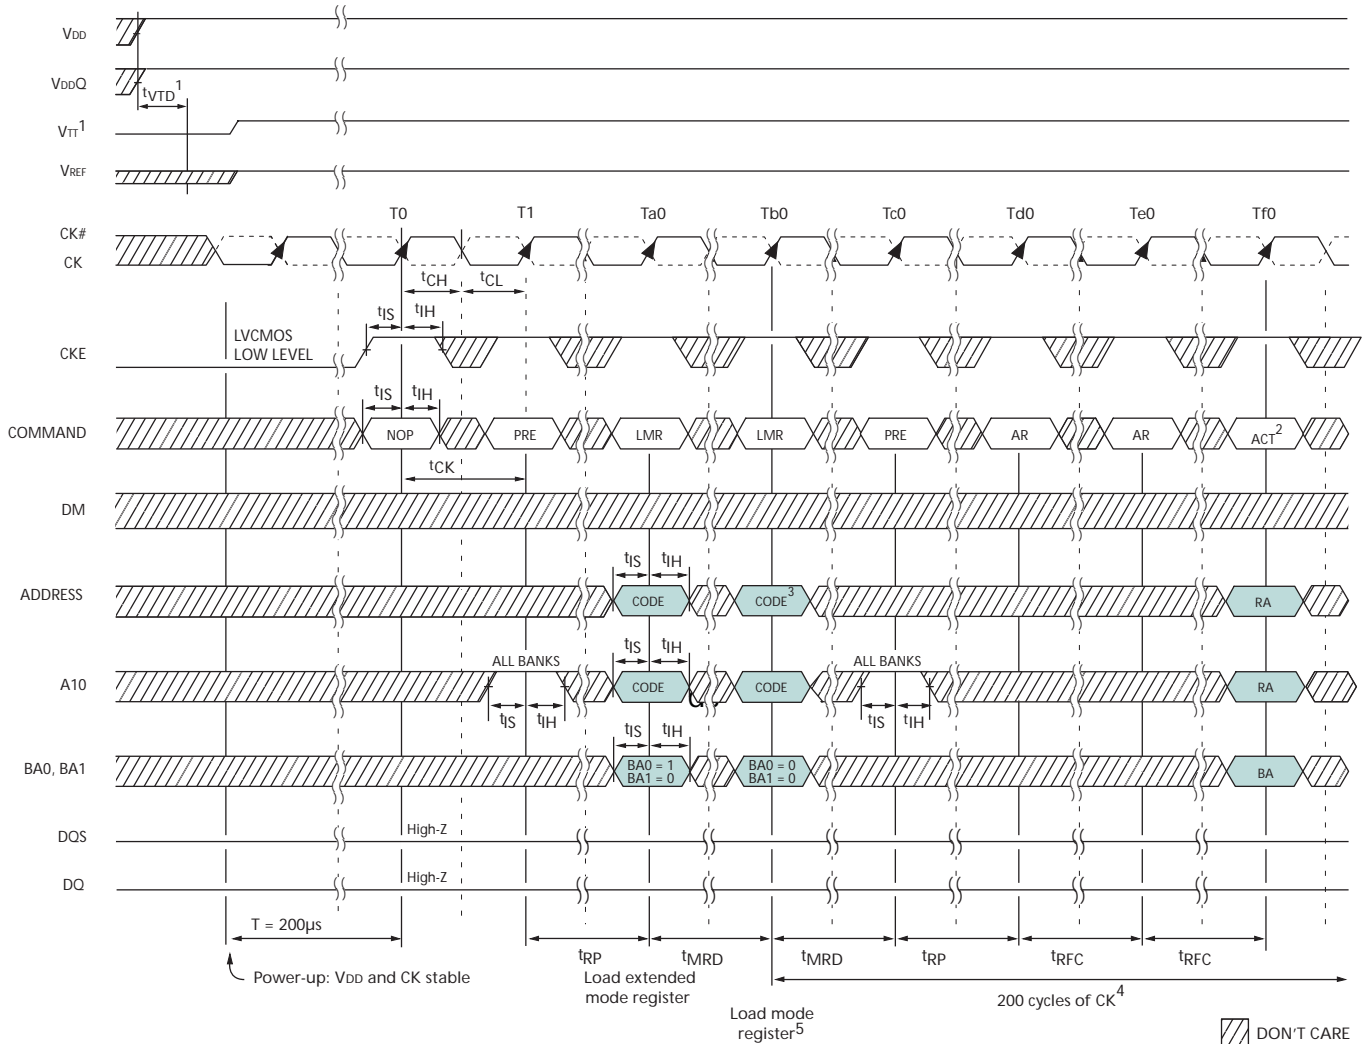 VDD
VDDQ
tVTD1
VTT1
VREF
T0 T1 Ta0 Tb0 Tc0 Td0 Te0 Tf0
CK#
CK
tCH tCL
tIS tIH
LVCMOS
LOW LEVEL
CKE
tIS tIH
COMMAND NOP PRE LMR LMR PRE AR AR ACT2
tCK
DM
tIS tIH
ADDRESS CODE CODE3 RA
tIS tIH
ALL BANKS ALL BANKS
A10 CODE CODE RA
tIS tIH tIS tIH
tIS tIH
BA0, BA1 BA0 = 1 BA0 = 0 BA
BA1 = 0 BA1 = 0
DQS High-Z
DQ High-Z
T = 200µs
tRP tMRD tMRD tRP tRFC tRFC
Power-up: VDD and CK stable
Load extended
mode register
200 cycles of CK4
Load mode
register5
DON'T CARE